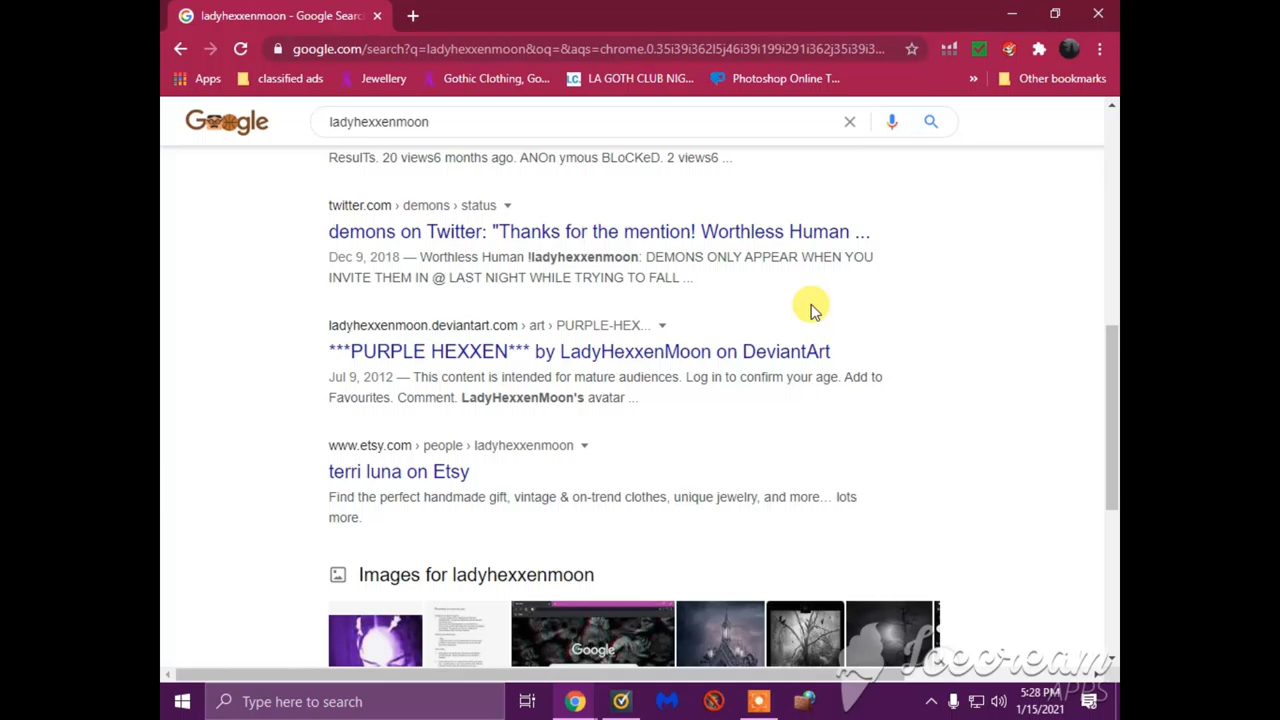 ladyhexxenmoon - Google Searc
google.com/search?q=ladyhexxenmoon&oq=&aqs=chrome.0.35i39i362l5j46i39i199i291i362j35i39i3...
Apps classified ads Jewellery Gothic Clothing, Go... LC LA GOTH CLUB NIG... Photoshop Online T... » Other bookmarks
Google ladyhexxenmoon
ResulTs. 20 views6 months ago. ANOn ymous BLoCKeD. 2 views6 ...
twitter.com › demons › status
demons on Twitter: "Thanks for the mention! Worthless Human ...
Dec 9, 2018 — Worthless Human !ladyhexxenmoon: DEMONS ONLY APPEAR WHEN YOU
INVITE THEM IN @ LAST NIGHT WHILE TRYING TO FALL ...
ladyhexxenmoon.deviantart.com › art › PURPLE-HEX...
***PURPLE HEXXEN*** by LadyHexxenMoon on DeviantArt
Jul 9, 2012 — This content is intended for mature audiences. Log in to confirm your age. Add to
Favourites. Comment. LadyHexxenMoon's avatar ...
www.etsy.com › people › ladyhexxenmoon
terri luna on Etsy
Find the perfect handmade gift, vintage & on-trend clothes, unique jewelry, and more… lots
more.
Images for ladyhexxenmoon
Google
Icecream
APPS
Type here to search
5:28 PM
1/15/2021